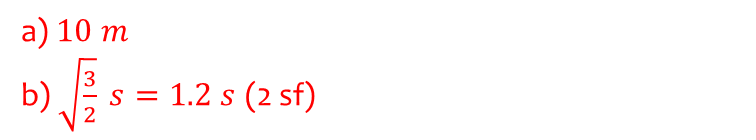 a) 10 m
b) √(3/2) s = 1.2 s (2 sf)